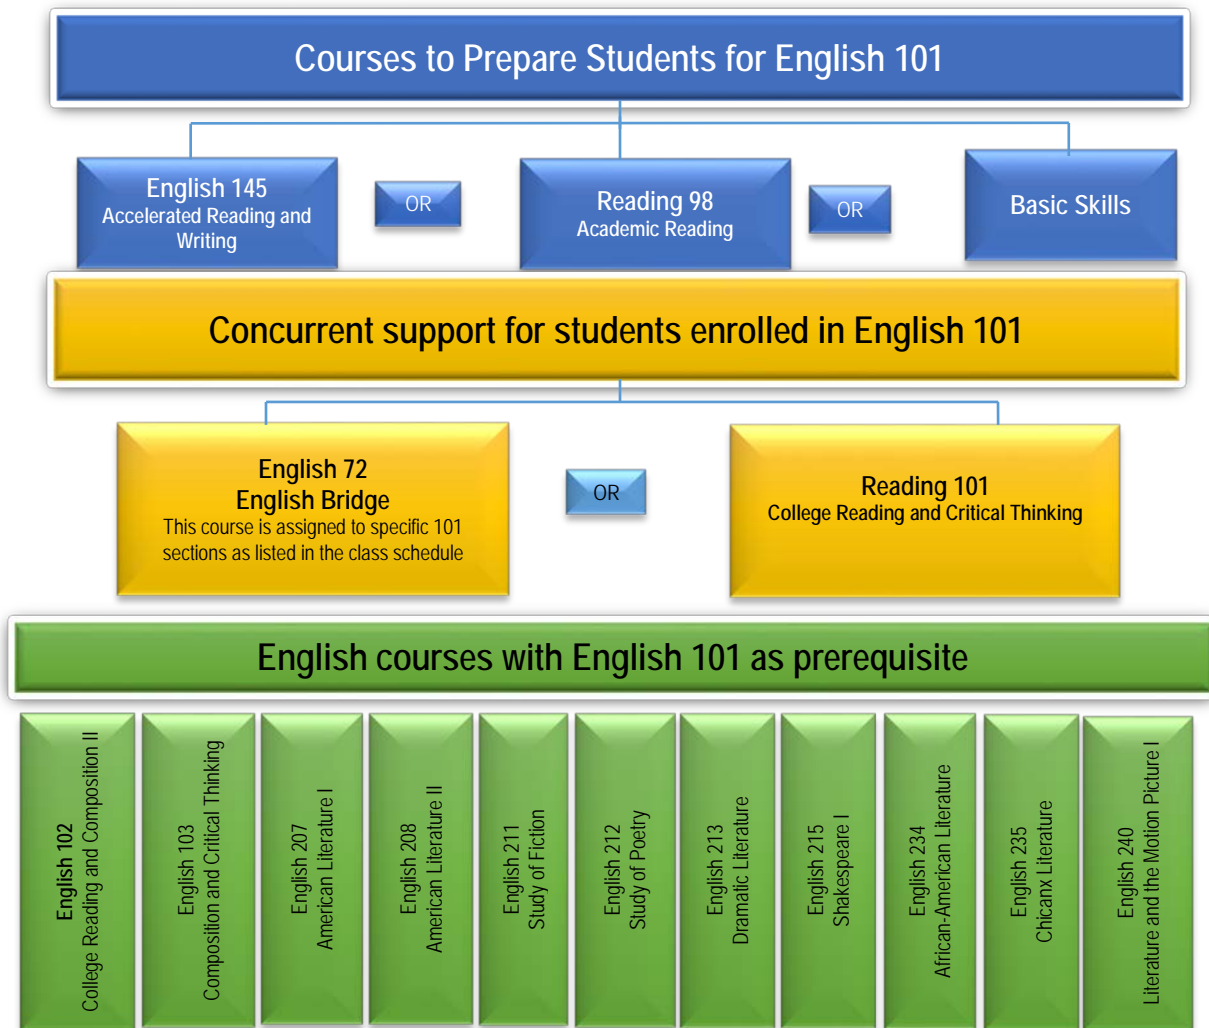 Courses to Prepare Students for English 101
English 145
Accelerated Reading and
Writing
OR
Reading 98
Academic Reading
OR
Basic Skills
Concurrent support for students enrolled in English 101
English 72
English Bridge
This course is assigned to specific 101
sections as listed in the class schedule
OR
Reading 101
College Reading and Critical Thinking
English courses with English 101 as prerequisite
English 102
College Reading and Composition II
English 103
Composition and Critical Thinking
English 207
American Literature I
English 208
American Literature II
English 211
Study of Fiction
English 212
Study of Poetry
English 213
Dramatic Literature
English 215
Shakespeare I
English 234
African-American Literature
English 235
Chicanx Literature
English 240
Literature and the Motion Picture I